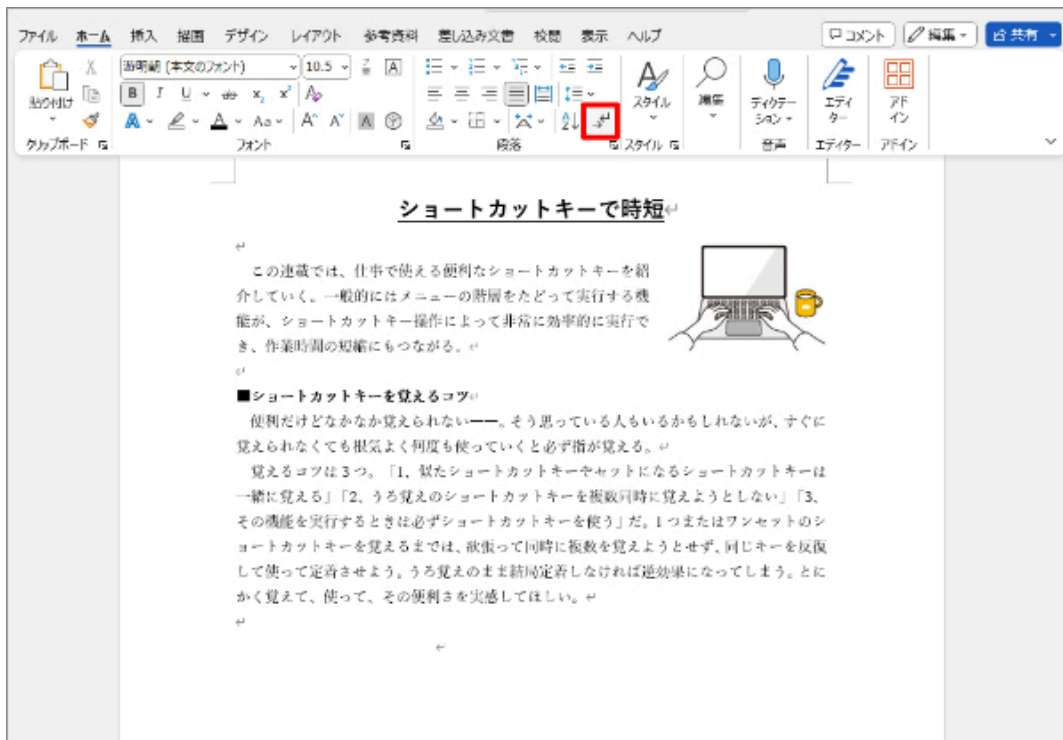 ファイル ホーム 挿入 描画 デザイン レイアウト 参考資料 差し込み文書 校閲 表示 ヘルプ コメント 編集 共有
游明朝 (本文のフォント) 10.5
貼り付け スタイル 編集 ディクテーション エディター アドイン
クリップボード フォント 段落 スタイル 音声 エディター アドイン
ショートカットキーで時短
この連載では、仕事で使える便利なショートカットキーを紹
介していく。一般的にはメニューの階層をたどって実行する機
能が、ショートカットキー操作によって非常に効率的に実行で
き、作業時間の短縮にもつながる。
■ショートカットキーを覚えるコツ
便利だけどなかなか覚えられない――。そう思っている人もいるかもしれないが、すぐに
覚えられなくても根気よく何度も使っていくと必ず指が覚える。
覚えるコツは3つ。「1、似たショートカットキーやセットになるショートカットキーは
一緒に覚える」「2、うろ覚えのショートカットキーを複数同時に覚えようとしない」「3、
その機能を実行するときは必ずショートカットキーを使う」だ。1つまたはワンセットのシ
ョートカットキーを覚えるまでは、欲張って同時に複数を覚えようとせず、同じキーを反復
して使って定着させよう。うろ覚えのまま結局定着しなければ逆効果になってしまう。とに
かく覚えて、使って、その便利さを実感してほしい。